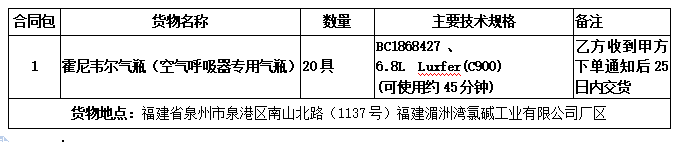 合同包 货物名称 数量 主要技术规格 备注
1 霍尼韦尔气瓶（空气呼吸器专用气瓶） 20具 BC1868427 、
6.8L Luxfer(C900)
(可使用约45分钟) 乙方收到甲方
下单通知后25
日内交货
货物地点：福建省泉州市泉港区南山北路（1137号）福建湄洲湾氯碱工业有限公司厂区